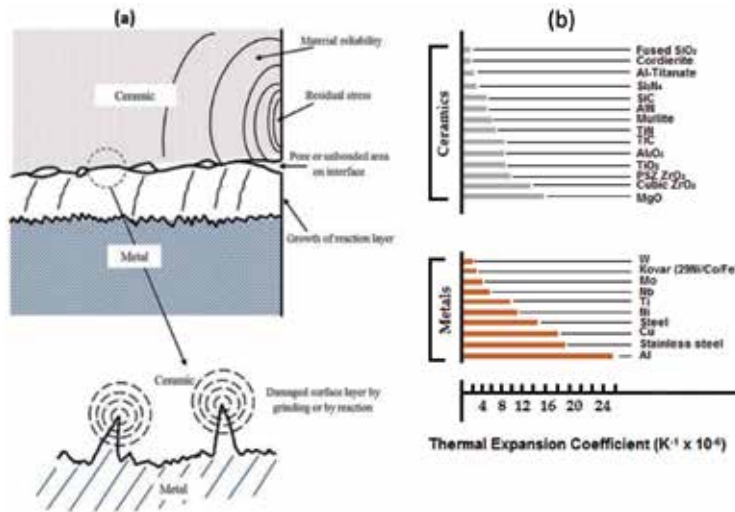 (a)
Material reliability
Ceramic
Residual stress
Pore or unbonded area
on interface
Growth of reaction layer
Metal
Ceramic
Damaged surface layer by
grinding or by reaction
Metal
(b)
Ceramics
Fused SiO₂
Cordierite
Al-Titanate
Si₃N₄
SiC
AlN
Mullite
TiN
TiC
Al₂O₃
TiO₂
PSZ ZrO₂
Cubic ZrO₂
MgO
Metals
W
Kovar (29Ni/Co/Fe
Mo
Nb
Ti
Ni
Steel
Cu
Stainless steel
Al
4 8 12 16 20 24
Thermal Expansion Coefficient (K⁻¹ x 10⁻⁶)